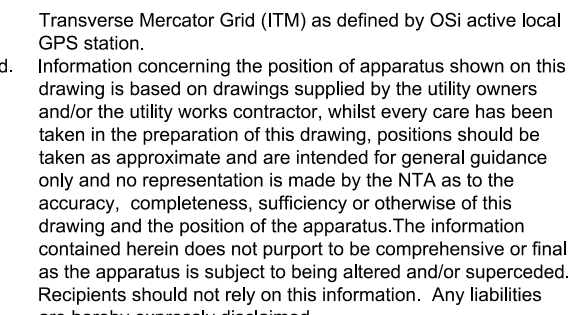 Transverse Mercator Grid (ITM) as defined by OSi active local
GPS station.
d. Information concerning the position of apparatus shown on this
drawing is based on drawings supplied by the utility owners
and/or the utility works contractor, whilst every care has been
taken in the preparation of this drawing, positions should be
taken as approximate and are intended for general guidance
only and no representation is made by the NTA as to the
accuracy, completeness, sufficiency or otherwise of this
drawing and the position of the apparatus.The information
contained herein does not purport to be comprehensive or final
as the apparatus is subject to being altered and/or superceded.
Recipients should not rely on this information. Any liabilities
are hereby expressly disclaimed